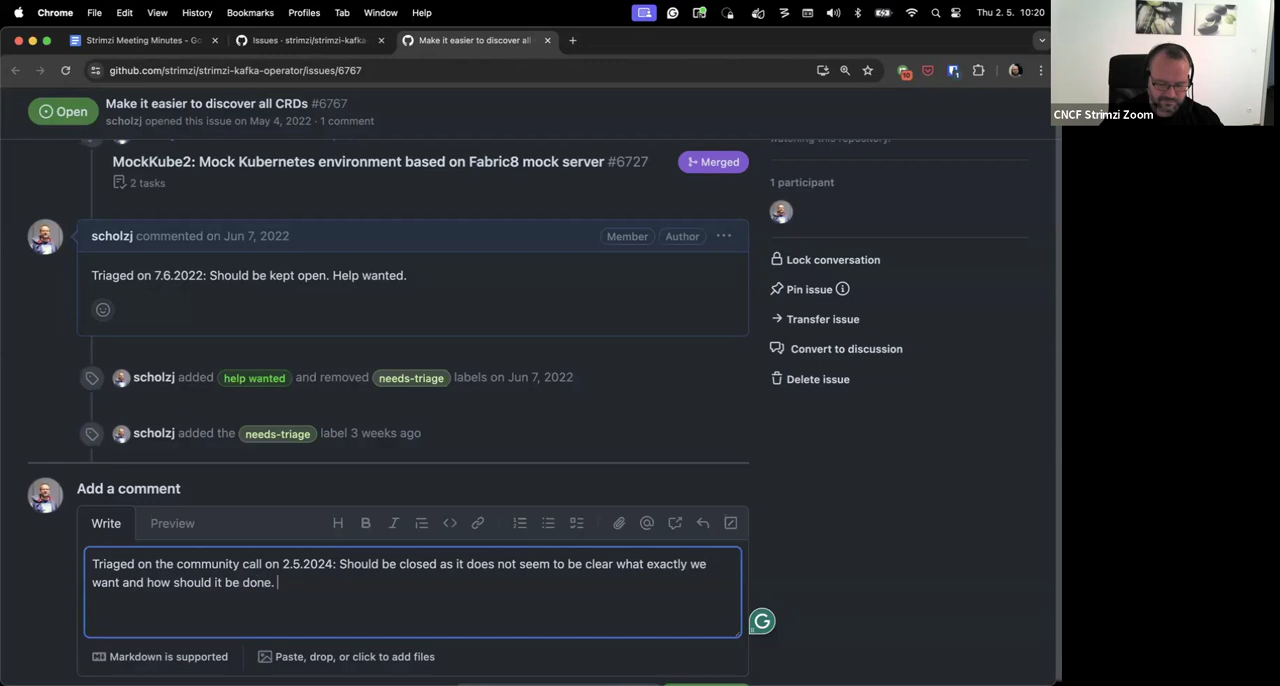 Chrome File Edit View History Bookmarks Profiles Tab Window Help Thu 2. 5. 10:20
Strimzi Meeting Minutes - Go
Issues · strimzi/strimzi-kafka-
Make it easier to discover all
github.com/strimzi/strimzi-kafka-operator/issues/6767
10
Open
Make it easier to discover all CRDs #6767
scholzj opened this issue on May 4, 2022 · 1 comment
CNCF Strimzi Zoom
MockKube2: Mock Kubernetes environment based on Fabric8 mock server #6727
Merged
2 tasks
scholzj commented on Jun 7, 2022
Member
Author
Triaged on 7.6.2022: Should be kept open. Help wanted.
scholzj added help wanted and removed needs-triage labels on Jun 7, 2022
scholzj added the needs-triage label 3 weeks ago
Add a comment
Write
Preview
Triaged on the community call on 2.5.2024: Should be closed as it does not seem to be clear what exactly we
want and how should it be done.
Markdown is supported
Paste, drop, or click to add files
1 participant
Lock conversation
Pin issue
Transfer issue
Convert to discussion
Delete issue